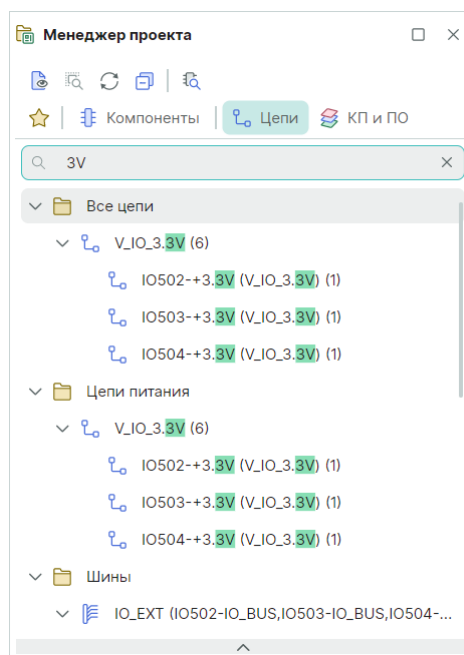 Менеджер проекта
Компоненты Цепи КП и ПО
3V
Все цепи
V_IO_3.3V (6)
IO502-+3.3V (V_IO_3.3V) (1)
IO503-+3.3V (V_IO_3.3V) (1)
IO504-+3.3V (V_IO_3.3V) (1)
Цепи питания
V_IO_3.3V (6)
IO502-+3.3V (V_IO_3.3V) (1)
IO503-+3.3V (V_IO_3.3V) (1)
IO504-+3.3V (V_IO_3.3V) (1)
Шины
IO_EXT (IO502-IO_BUS,IO503-IO_BUS,IO504-...